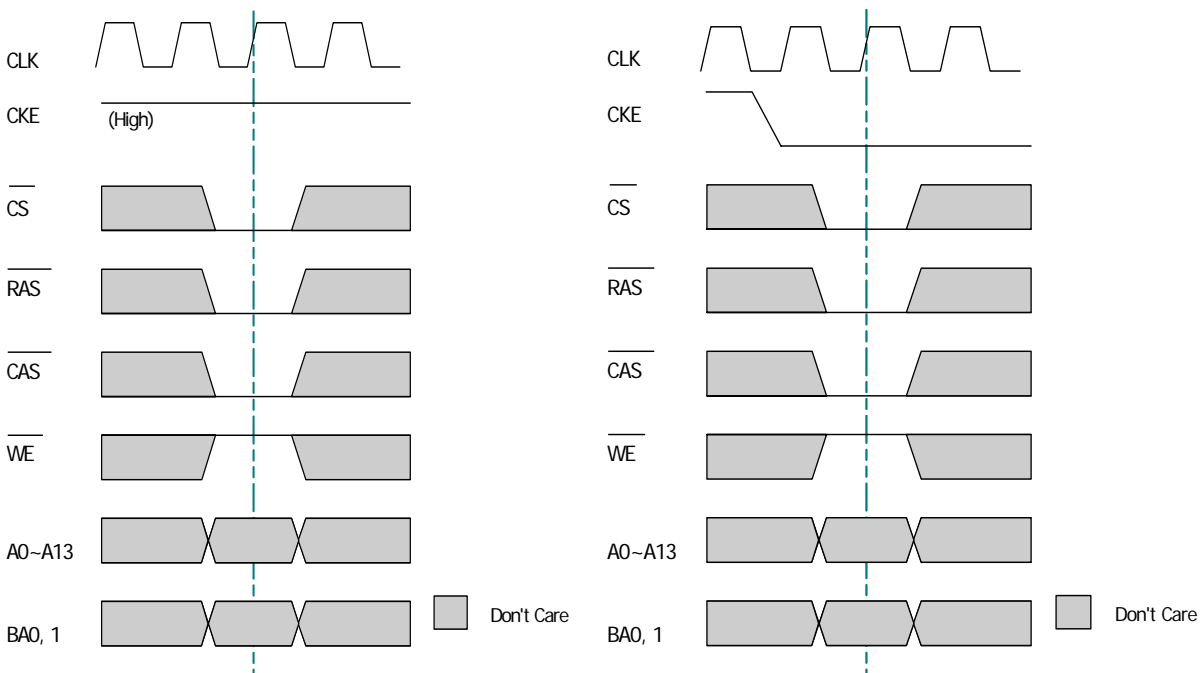 CLK
CKE
(High)
CS
RAS
CAS
WE
A0~A13
BA0, 1
Don't Care
CLK
CKE
CS
RAS
CAS
WE
A0~A13
BA0, 1
Don't Care